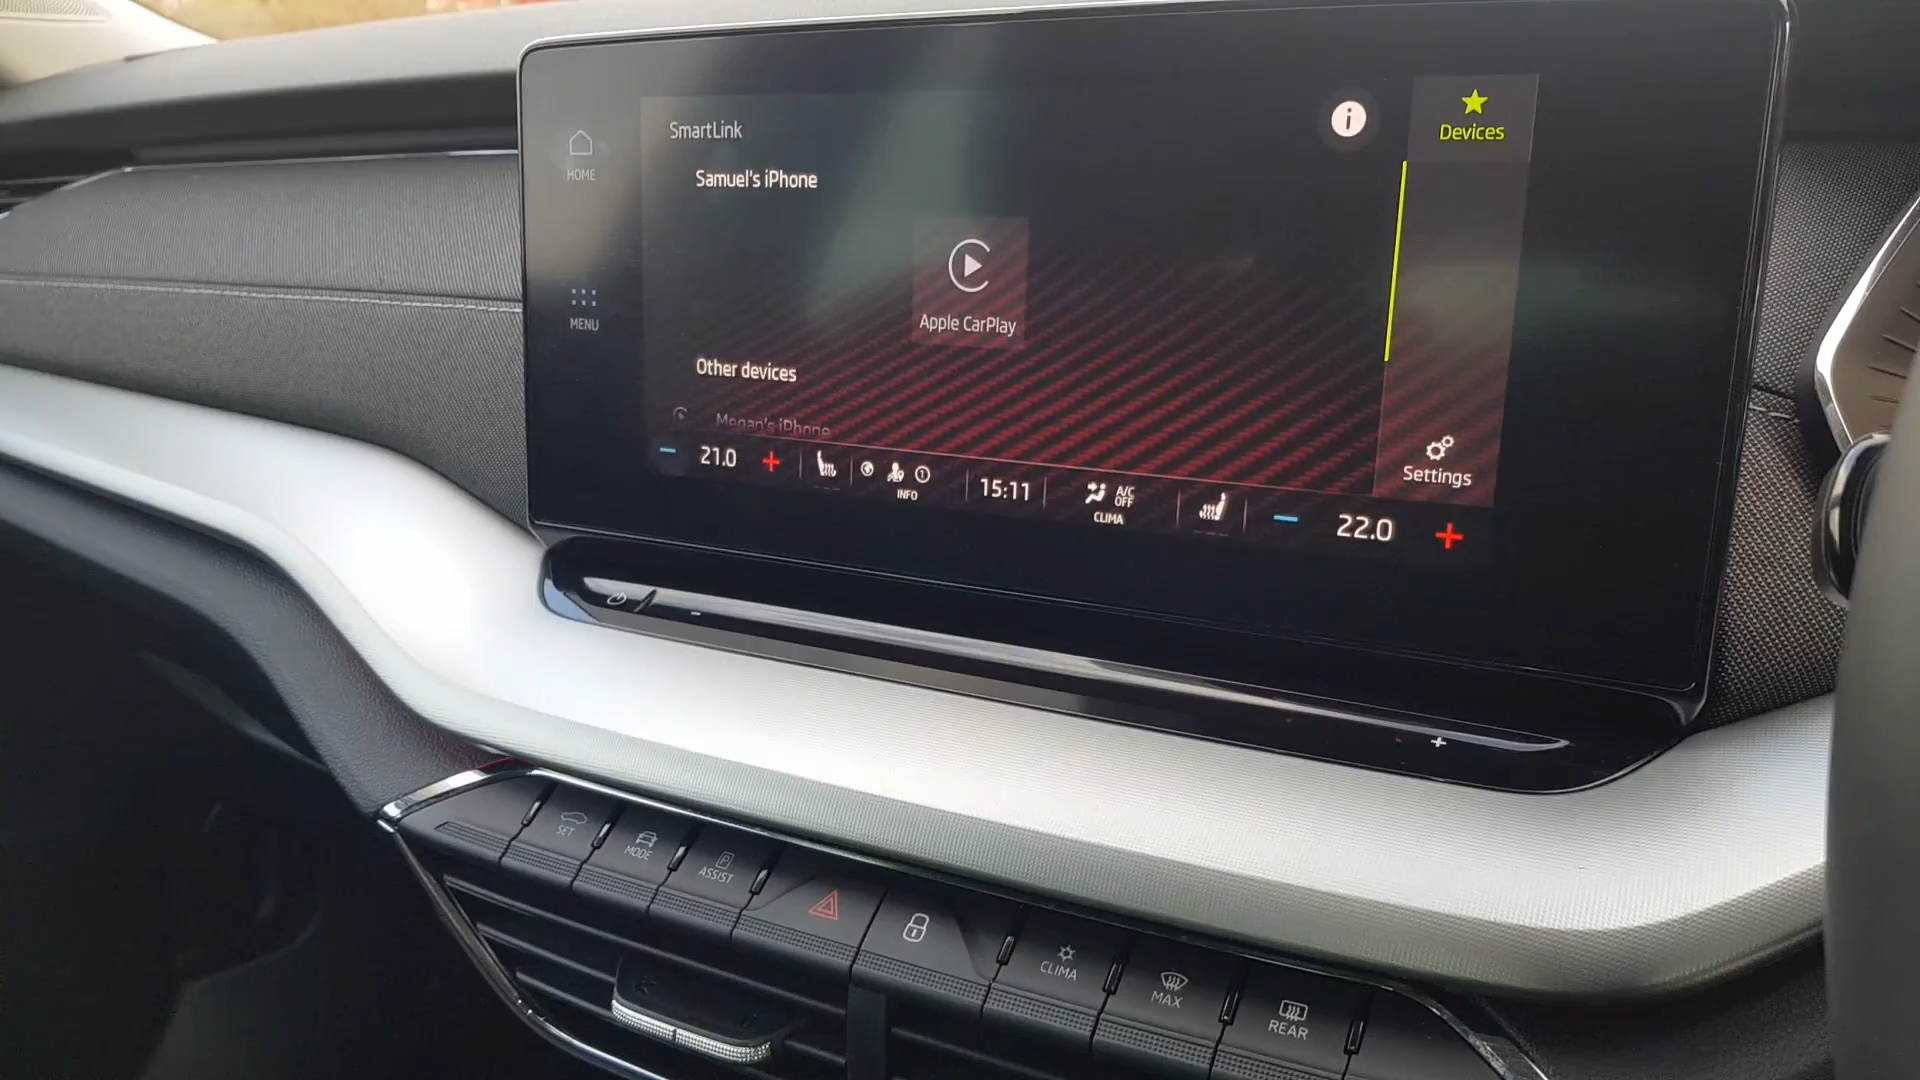 SmartLink
Devices
HOME
Samuel's iPhone
MENU
Apple CarPlay
Other devices
Megan's iPhone
Settings
21.0
INFO
15:11
A/C
OFF
CLIMA
22.0
SET
MODE
ASSIST
CLIMA
MAX
REAR